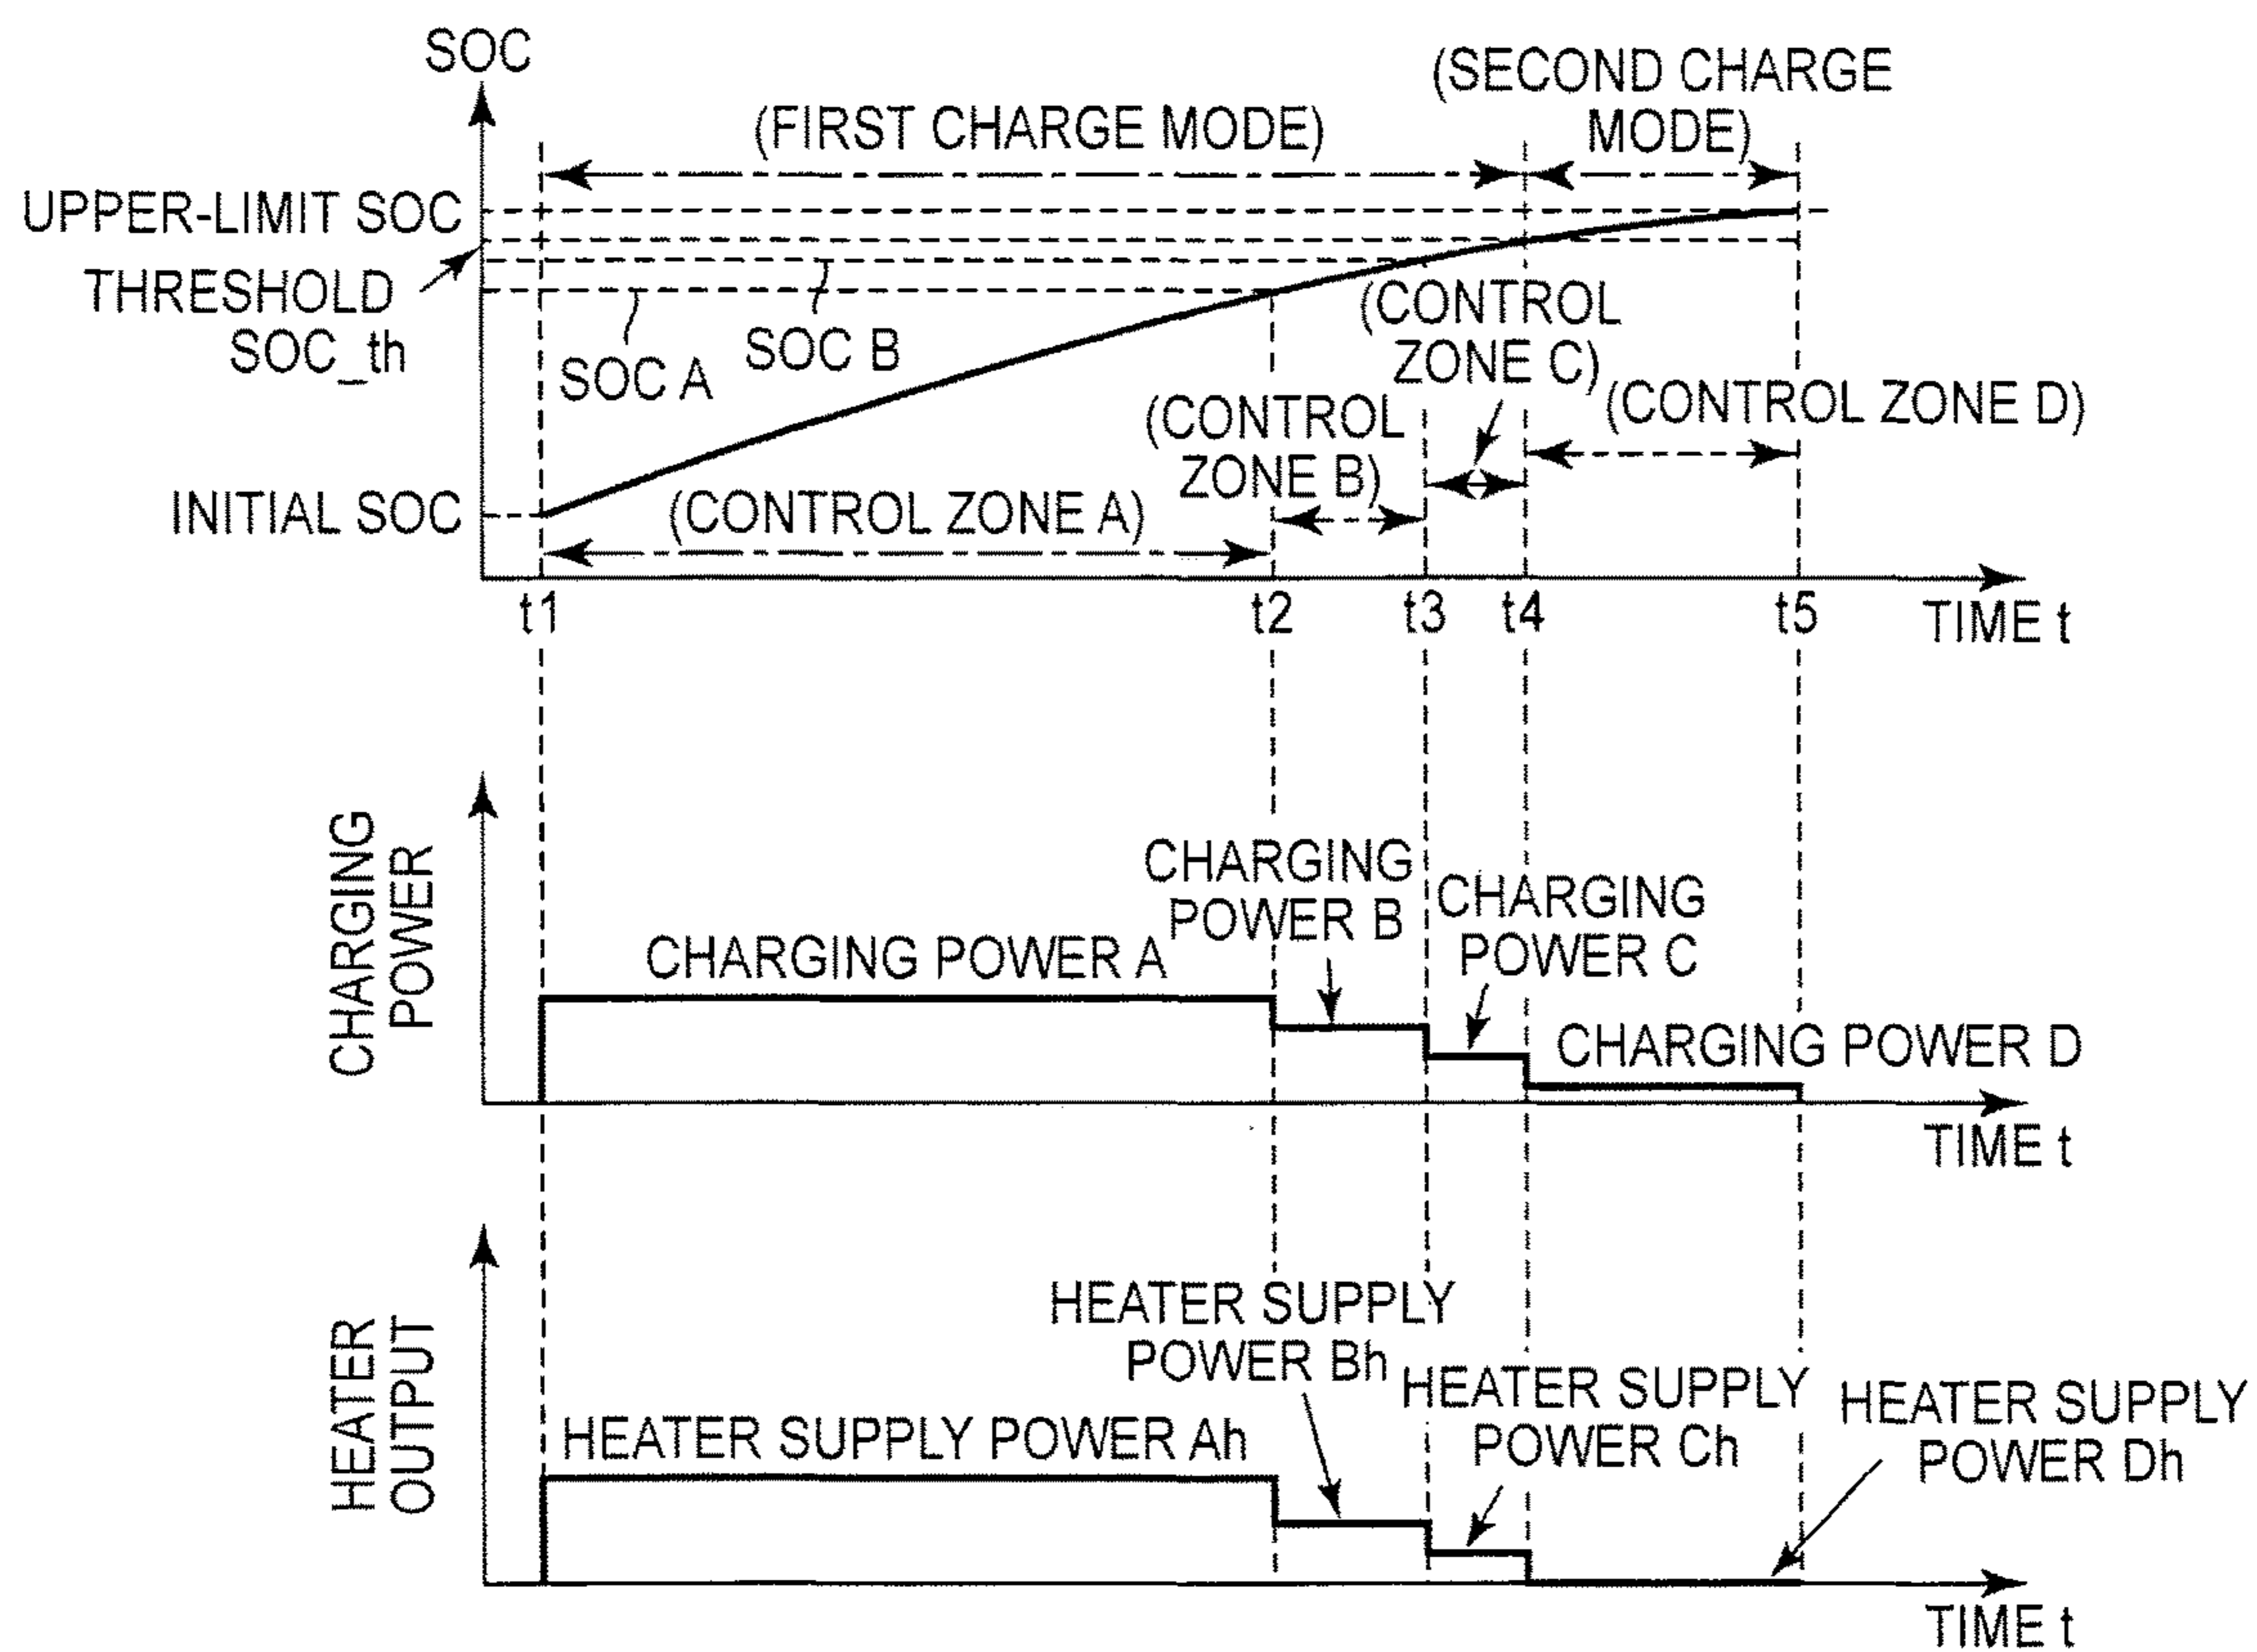 SOC
(FIRST CHARGE MODE)
(SECOND CHARGE
MODE)
UPPER-LIMIT SOC
THRESHOLD
SOC_th
SOC A
SOC B
(CONTROL
ZONE C)
(CONTROL
ZONE B)
(CONTROL ZONE D)
INITIAL SOC
(CONTROL ZONE A)
t1
t2
t3
t4
t5
TIME t
CHARGING
POWER
CHARGING POWER A
CHARGING
POWER B
CHARGING
POWER C
CHARGING POWER D
TIME t
HEATER
OUTPUT
HEATER SUPPLY POWER Ah
HEATER SUPPLY
POWER Bh
HEATER SUPPLY
POWER Ch
HEATER SUPPLY
POWER Dh
TIME t